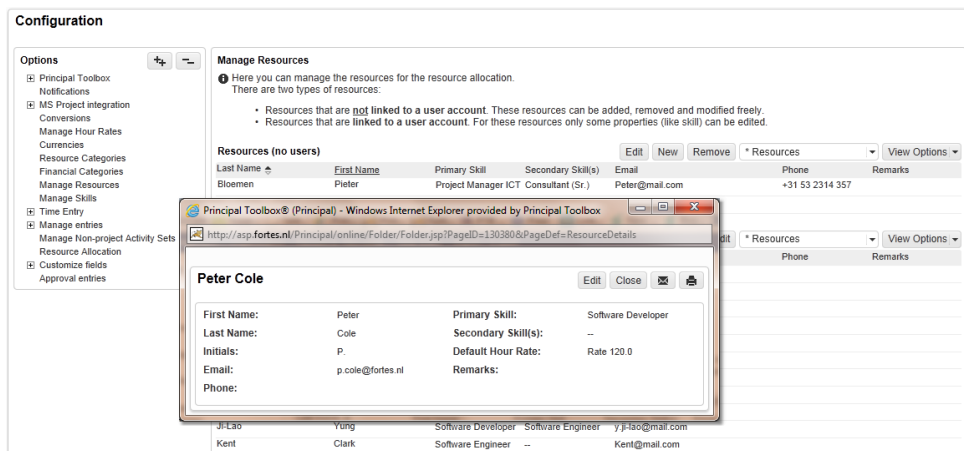 Configuration
Options
Principal Toolbox
Notifications
MS Project integration
Conversions
Manage Hour Rates
Currencies
Resource Categories
Financial Categories
Manage Resources
Manage Skills
Time Entry
Manage entries
Manage Non-project Activity Sets
Resource Allocation
Customize fields
Approval entries
Manage Resources
Here you can manage the resources for the resource allocation.
There are two types of resources:
• Resources that are not linked to a user account. These resources can be added, removed and modified freely.
• Resources that are linked to a user account. For these resources only some properties (like skill) can be edited.
Resources (no users) Edit New Remove * Resources View Options
Last Name First Name Primary Skill Secondary Skill(s) Email Phone Remarks
Bloemen Pieter Project Manager ICT Consultant (Sr.) Peter@mail.com +31 53 2314 357
* Resources View Options
Phone Remarks
Principal Toolbox® (Principal) - Windows Internet Explorer provided by Principal Toolbox
http://asp.fortes.nl/Principal/online/Folder/Folder.jsp?PageID=130380&PageDef=ResourceDetails
Peter Cole Edit Close
First Name: Peter Primary Skill: Software Developer
Last Name: Cole Secondary Skill(s): --
Initials: P. Default Hour Rate: Rate 120.0
Email: p.cole@fortes.nl Remarks:
Phone:
Ji-Lao Yung Software Developer Software Engineer y.ji-lao@mail.com
Kent Clark Software Engineer -- Kent@mail.com